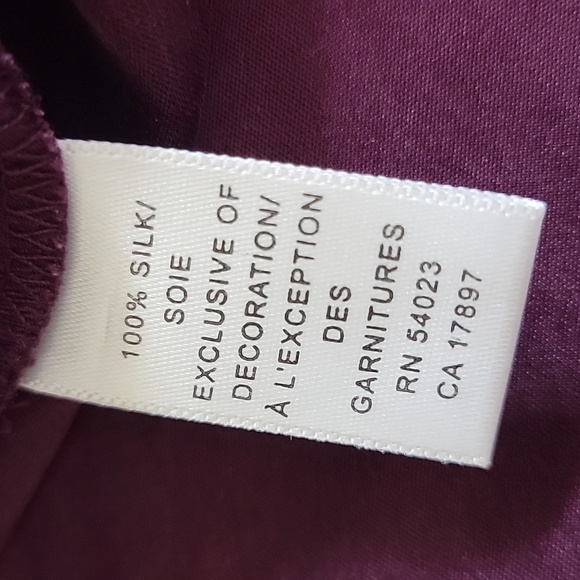 100% SILK/
SOIE
EXCLUSIVE OF
DECORATION/
À L'EXCEPTION
DES
GARNITURES
RN 54023
CA 17897